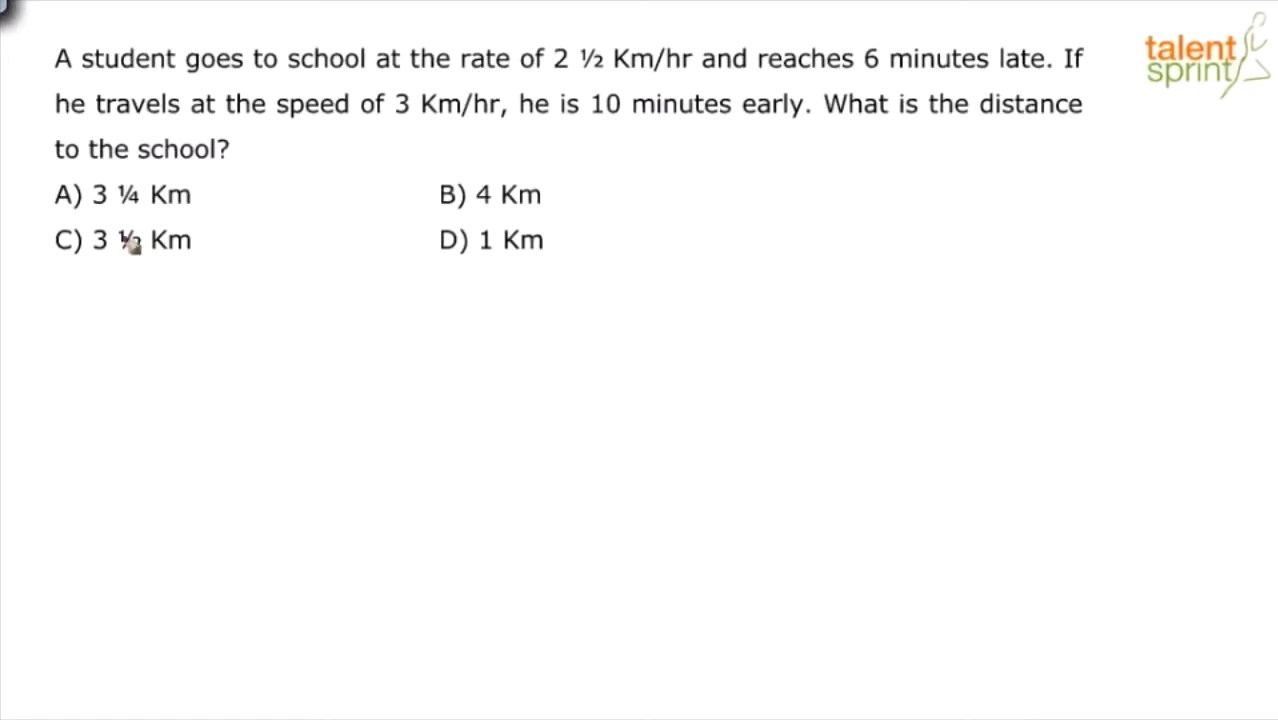 A student goes to school at the rate of 2 ½ Km/hr and reaches 6 minutes late. If
he travels at the speed of 3 Km/hr, he is 10 minutes early. What is the distance
to the school?
A) 3 ¼ Km
B) 4 Km
C) 3 ½ Km
D) 1 Km
talent
sprint